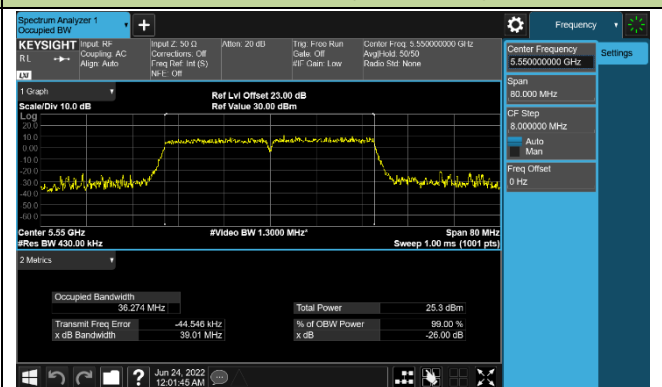 Spectrum Analyzer 1
Occupied BW
+
Frequency
KEYSIGHT
RL
LXI
Input: RF
Coupling: AC
Align: Auto
Input Z: 50 Ω
Corrections: Off
Freq Ref: Int (S)
NFE: Off
Atten: 20 dB
Trig: Free Run
Gate: Off
#IF Gain: Low
Center Freq: 5.550000000 GHz
Avg|Hold: 50/50
Radio Std: None
Center Frequency
5.550000000 GHz
Settings
Span
80.000 MHz
CF Step
8.000000 MHz
Auto
Man
Freq Offset
0 Hz
1 Graph
Scale/Div 10.0 dB
Ref Lvl Offset 23.00 dB
Ref Value 30.00 dBm
Log
20.0
10.0
0.00
-10.0
-20.0
-30.0
-40.0
-50.0
-60.0
Center 5.55 GHz
#Res BW 430.00 kHz
#Video BW 1.3000 MHz*
Span 80 MHz
Sweep 1.00 ms (1001 pts)
2 Metrics
Occupied Bandwidth
36.274 MHz
Total Power
25.3 dBm
Transmit Freq Error
-44.546 kHz
% of OBW Power
99.00 %
x dB Bandwidth
39.01 MHz
x dB
-26.00 dB
?
Jun 24, 2022
12:01:45 AM